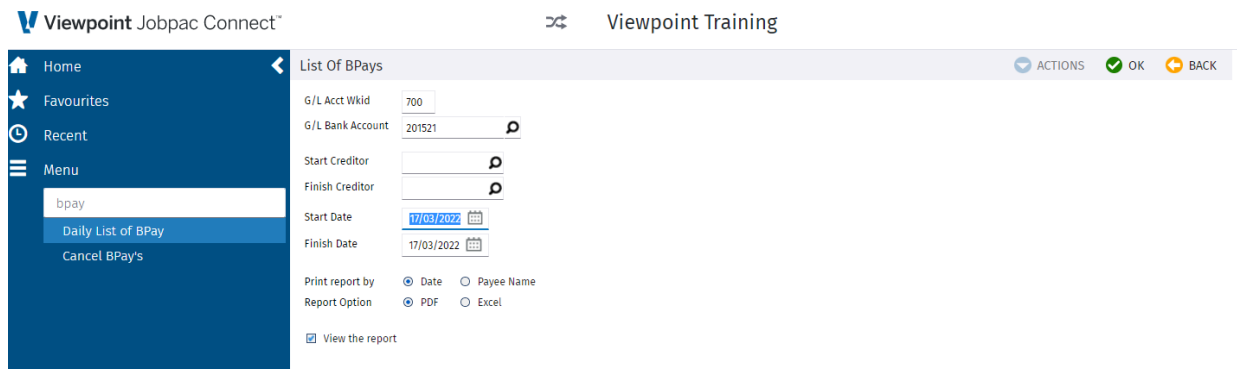 Viewpoint Jobpac Connect™
Viewpoint Training
Home
Favourites
Recent
Menu
bpay
Daily List of BPay
Cancel BPay's
List Of BPays
ACTIONS OK BACK
G/L Acct Wkid 700
G/L Bank Account 201521
Start Creditor
Finish Creditor
Start Date 17/03/2022
Finish Date 17/03/2022
Print report by Date Payee Name
Report Option PDF Excel
View the report